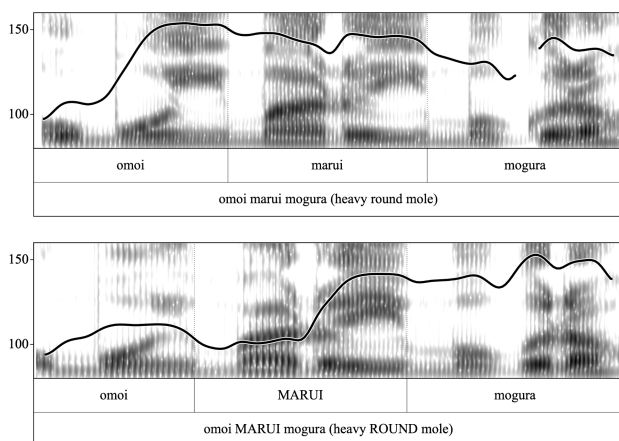 150
100
omoi marui mogura
omoi marui mogura (heavy round mole)
150
100
omoi MARUI mogura
omoi MARUI mogura (heavy ROUND mole)